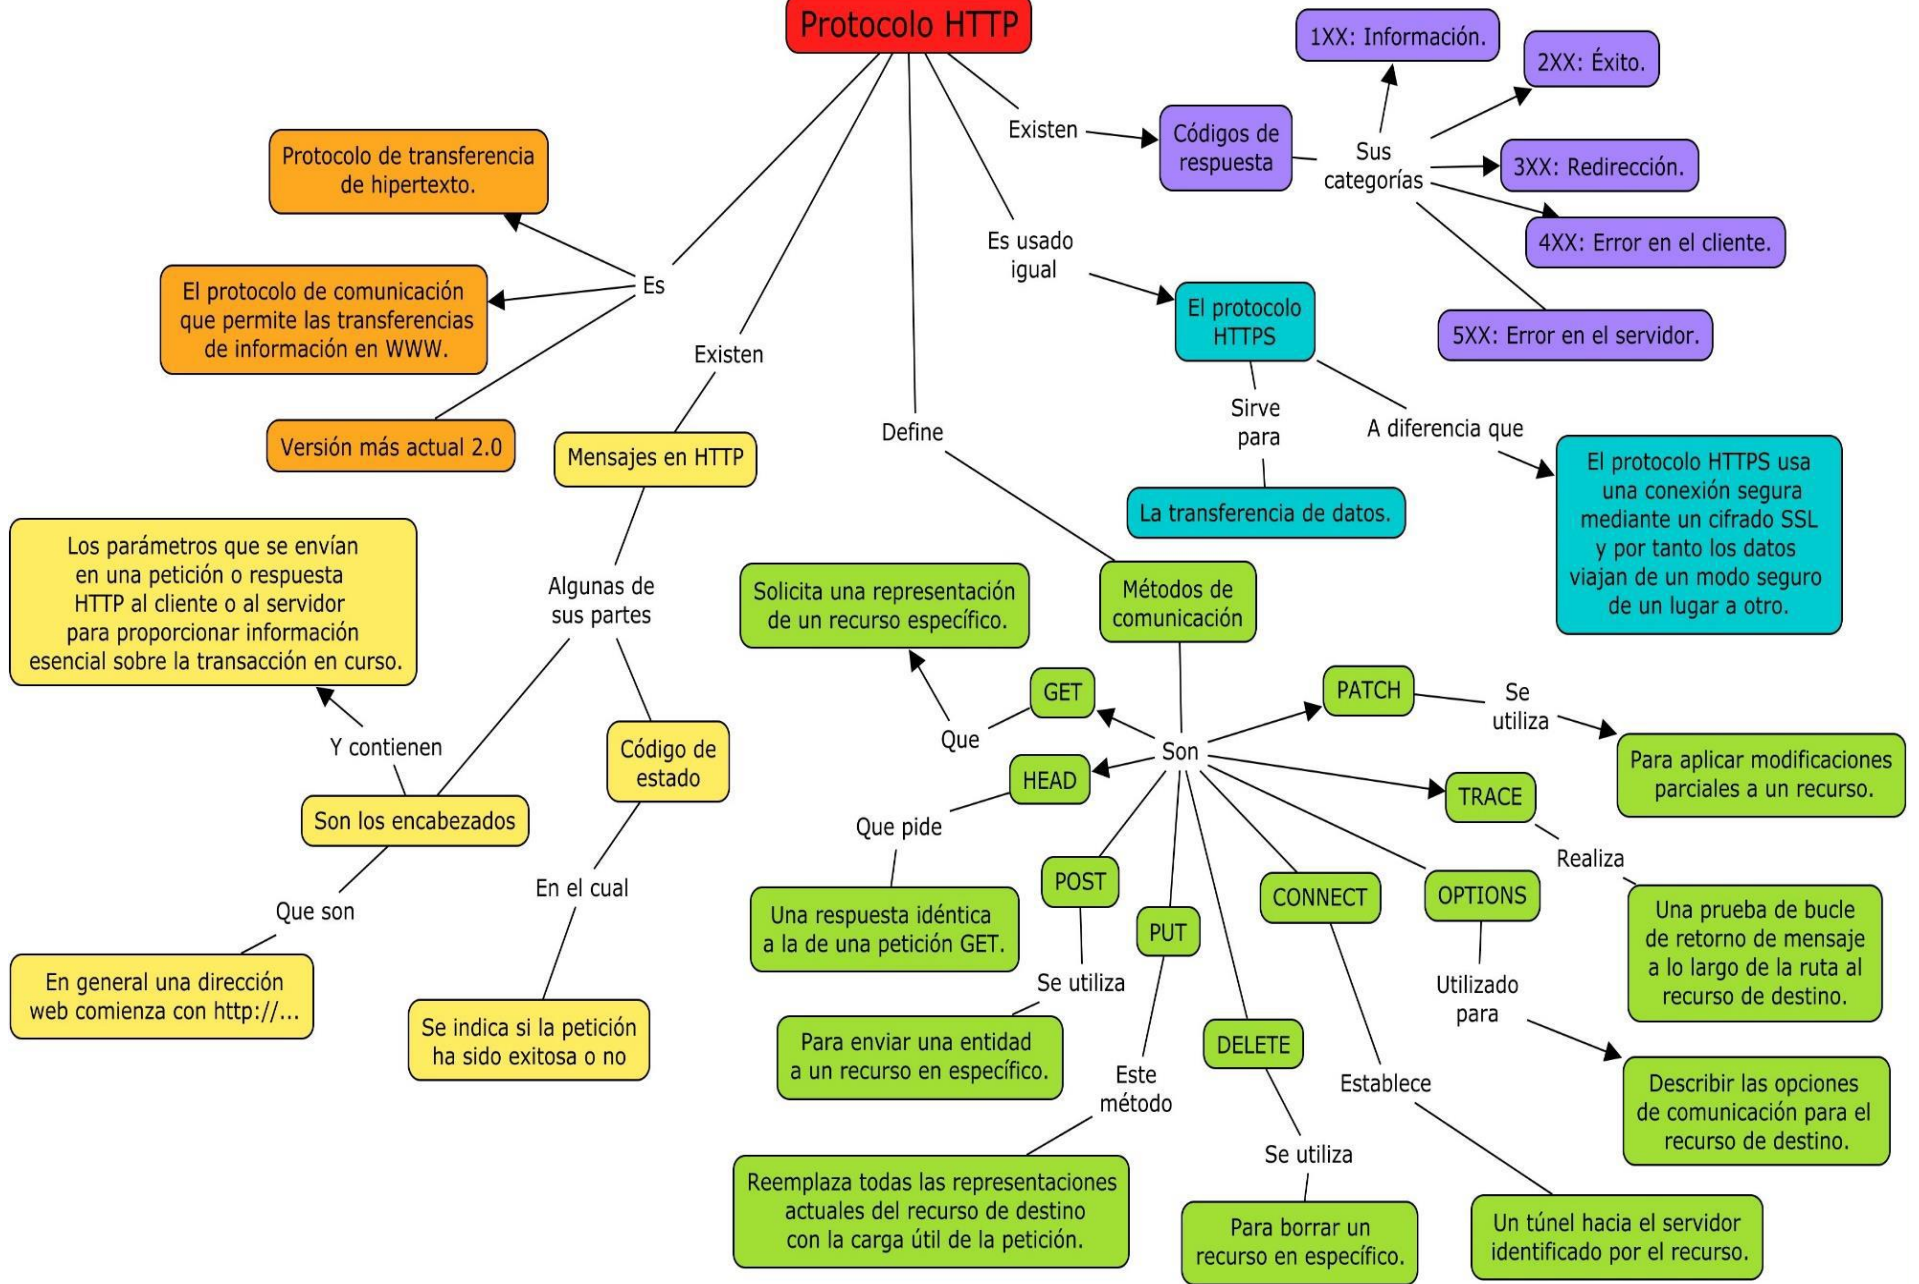 Protocolo HTTP
Es
Protocolo de transferencia
de hipertexto.
El protocolo de comunicación
que permite las transferencias
de información en WWW.
Versión más actual 2.0
Existen
Mensajes en HTTP
Algunas de
sus partes
Son los encabezados
Y contienen
Los parámetros que se envían
en una petición o respuesta
HTTP al cliente o al servidor
para proporcionar información
esencial sobre la transacción en curso.
Que son
En general una dirección
web comienza con http://...
Código de
estado
En el cual
Se indica si la petición
ha sido exitosa o no
Define
Métodos de
comunicación
Son
GET
Que
Solicita una representación
de un recurso específico.
HEAD
Que pide
Una respuesta idéntica
a la de una petición GET.
POST
Se utiliza
Para enviar una entidad
a un recurso en específico.
PUT
Este
método
Reemplaza todas las representaciones
actuales del recurso de destino
con la carga útil de la petición.
DELETE
Se utiliza
Para borrar un
recurso en específico.
CONNECT
Establece
Un túnel hacia el servidor
identificado por el recurso.
OPTIONS
Utilizado
para
Describir las opciones
de comunicación para el
recurso de destino.
TRACE
Realiza
Una prueba de bucle
de retorno de mensaje
a lo largo de la ruta al
recurso de destino.
PATCH
Se
utiliza
Para aplicar modificaciones
parciales a un recurso.
Es usado
igual
El protocolo
HTTPS
Sirve
para
La transferencia de datos.
A diferencia que
El protocolo HTTPS usa
una conexión segura
mediante un cifrado SSL
y por tanto los datos
viajan de un modo seguro
de un lugar a otro.
Existen
Códigos de
respuesta
Sus
categorías
1XX: Información.
2XX: Éxito.
3XX: Redirección.
4XX: Error en el cliente.
5XX: Error en el servidor.